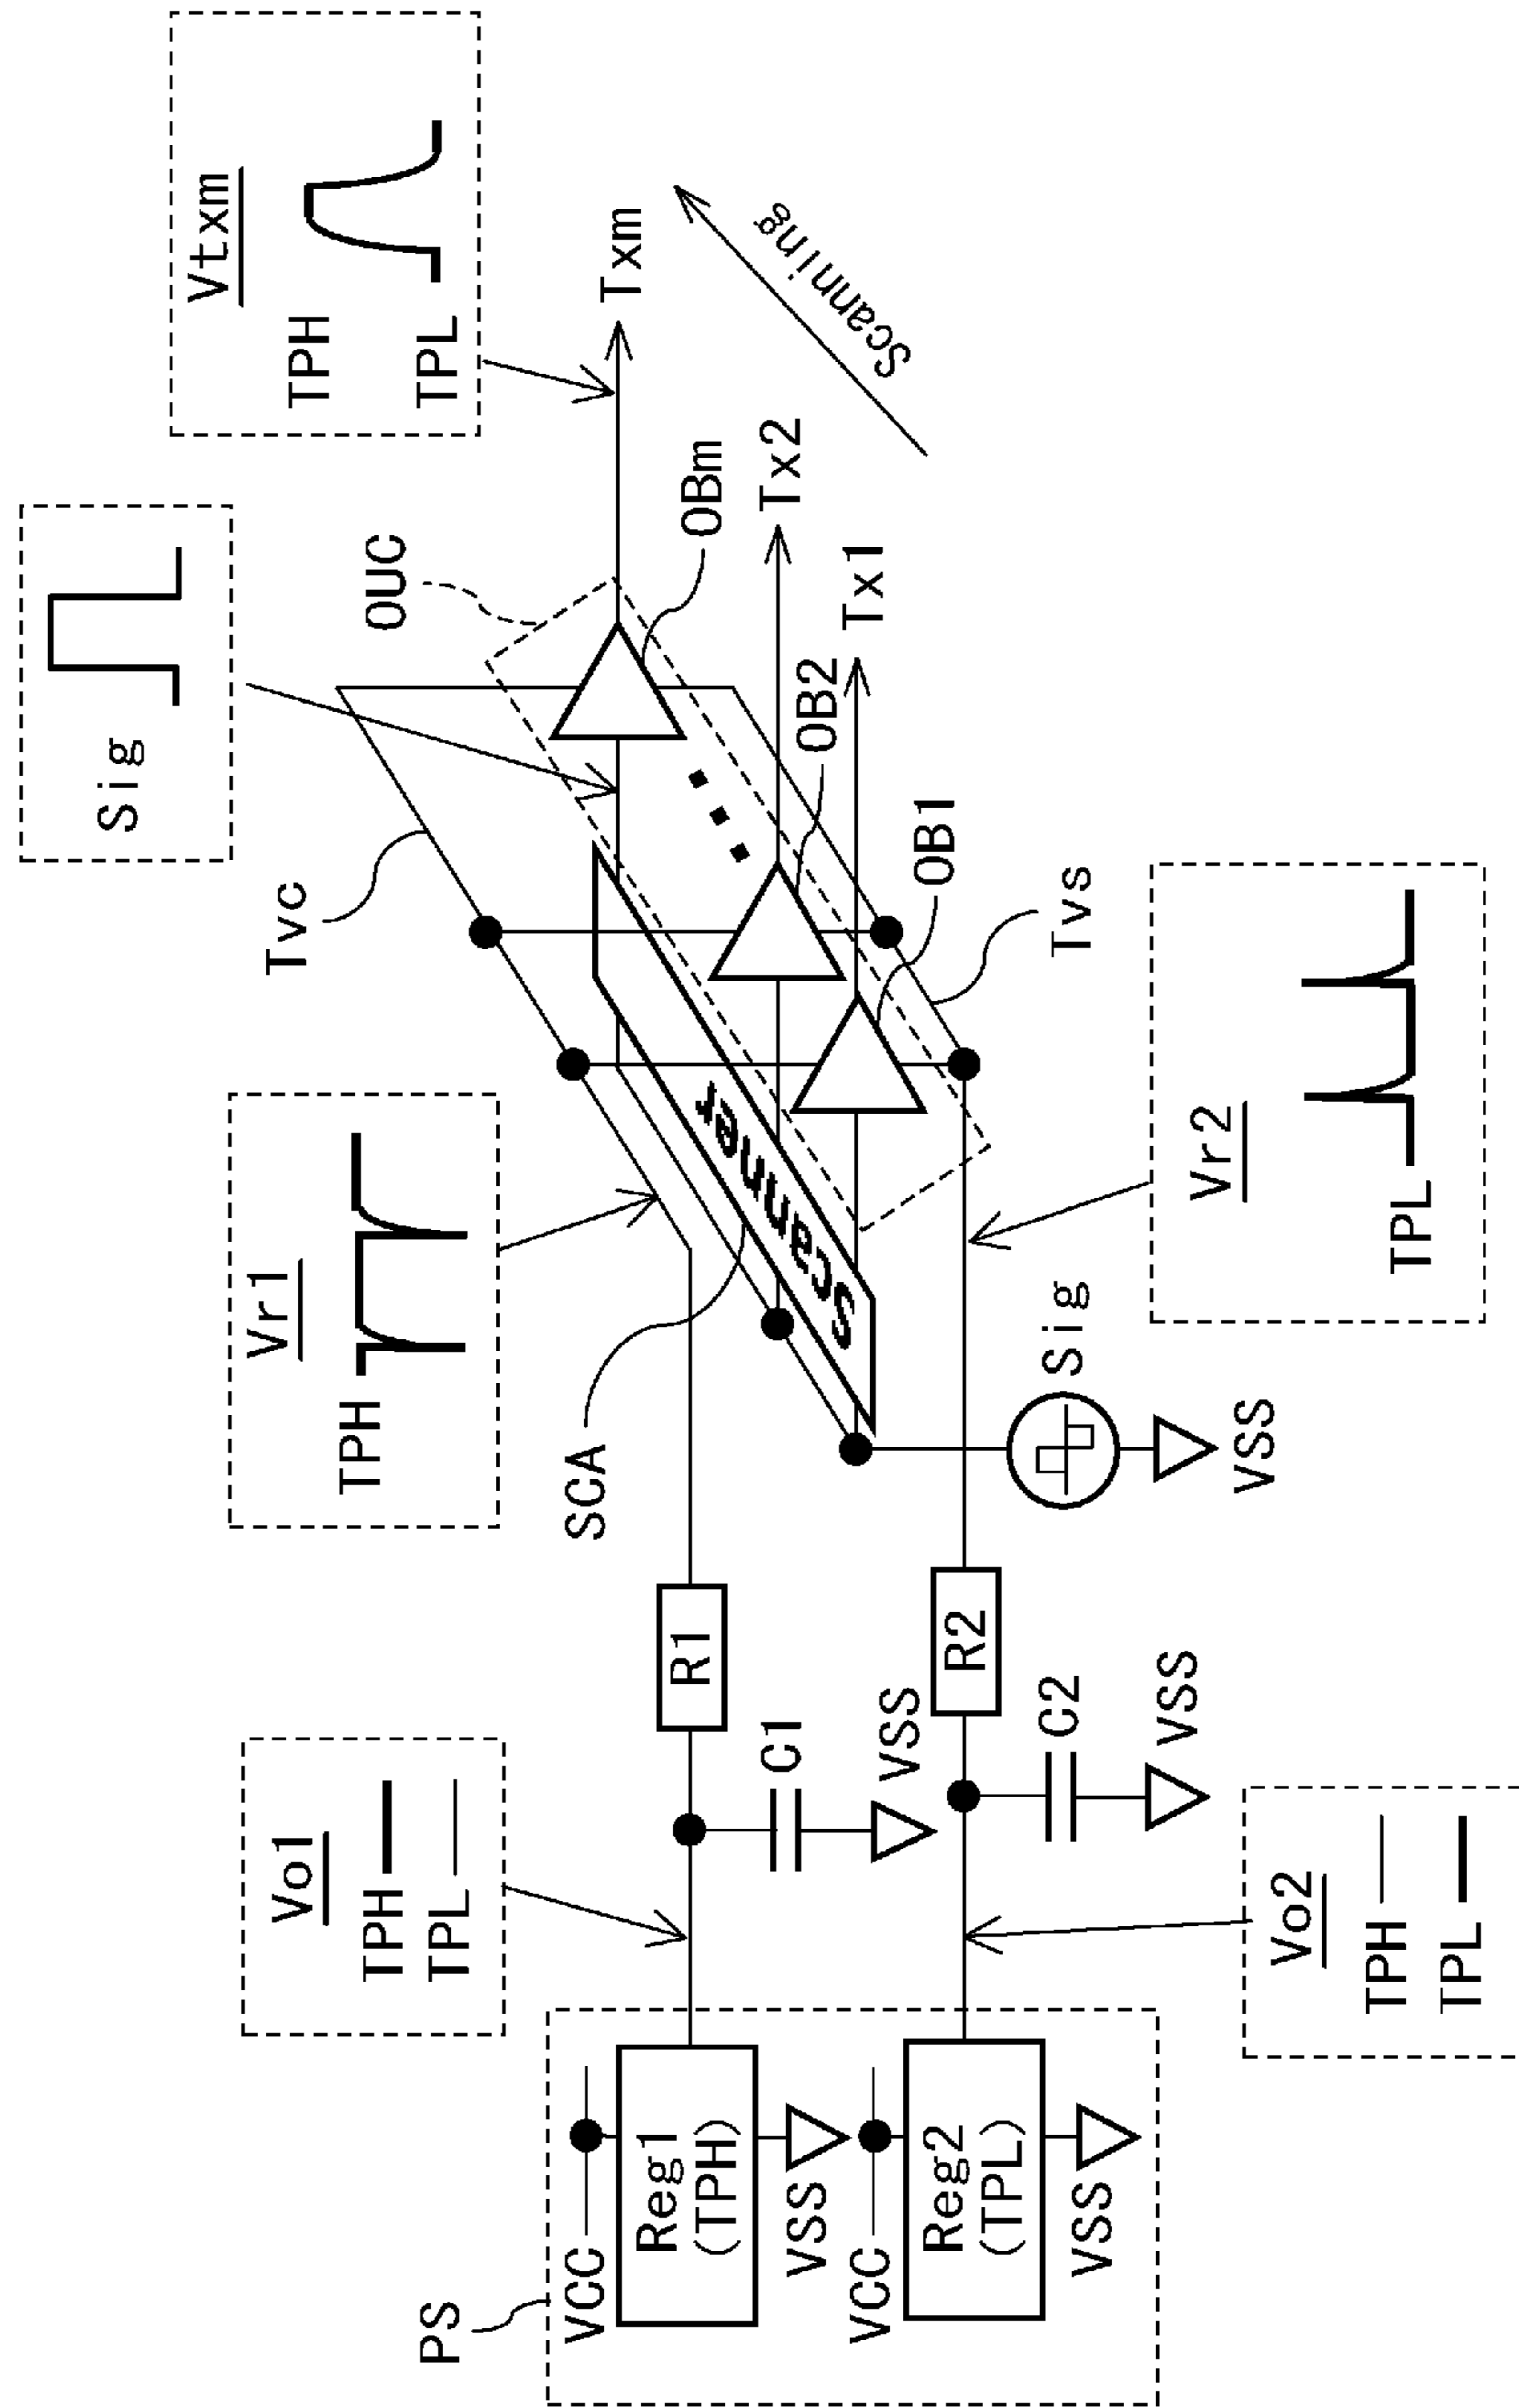 Vtxm
TPH
TPL
Sig
OUC
Txm
Scanning
OBm
Tx2
Tx1
OB2
OB1
Tvc
Tvs
Vr1
TPH
Scanner
SCA
Vr2
TPL
Sig
VSS
R1
R2
C1
VSS
C2
VSS
Vo1
TPH
TPL
Vo2
TPH
TPL
PS
VCC
Reg1
(TPH)
VSS
VCC
Reg2
(TPL)
VSS